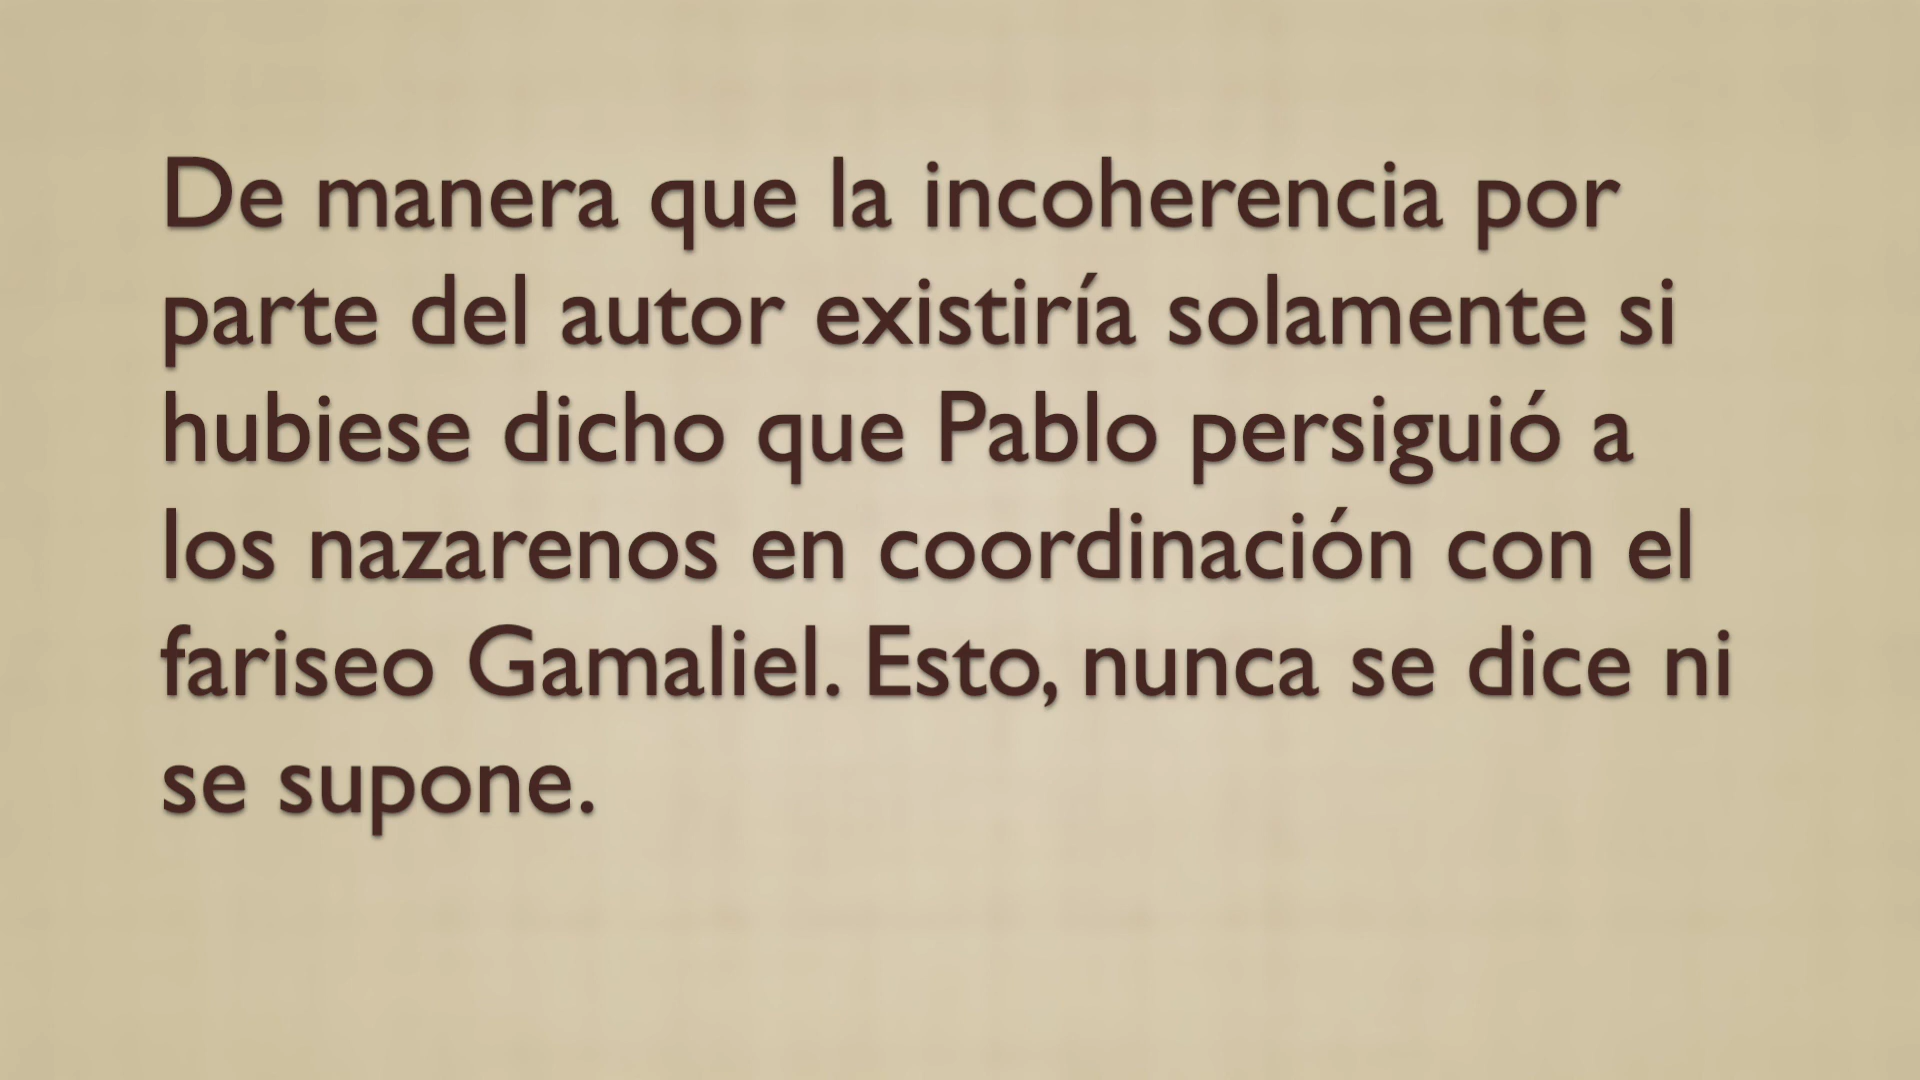 De manera que la incoherencia por
parte del autor existiría solamente si
hubiese dicho que Pablo persiguió a
los nazarenos en coordinación con el
fariseo Gamaliel. Esto, nunca se dice ni
se supone.